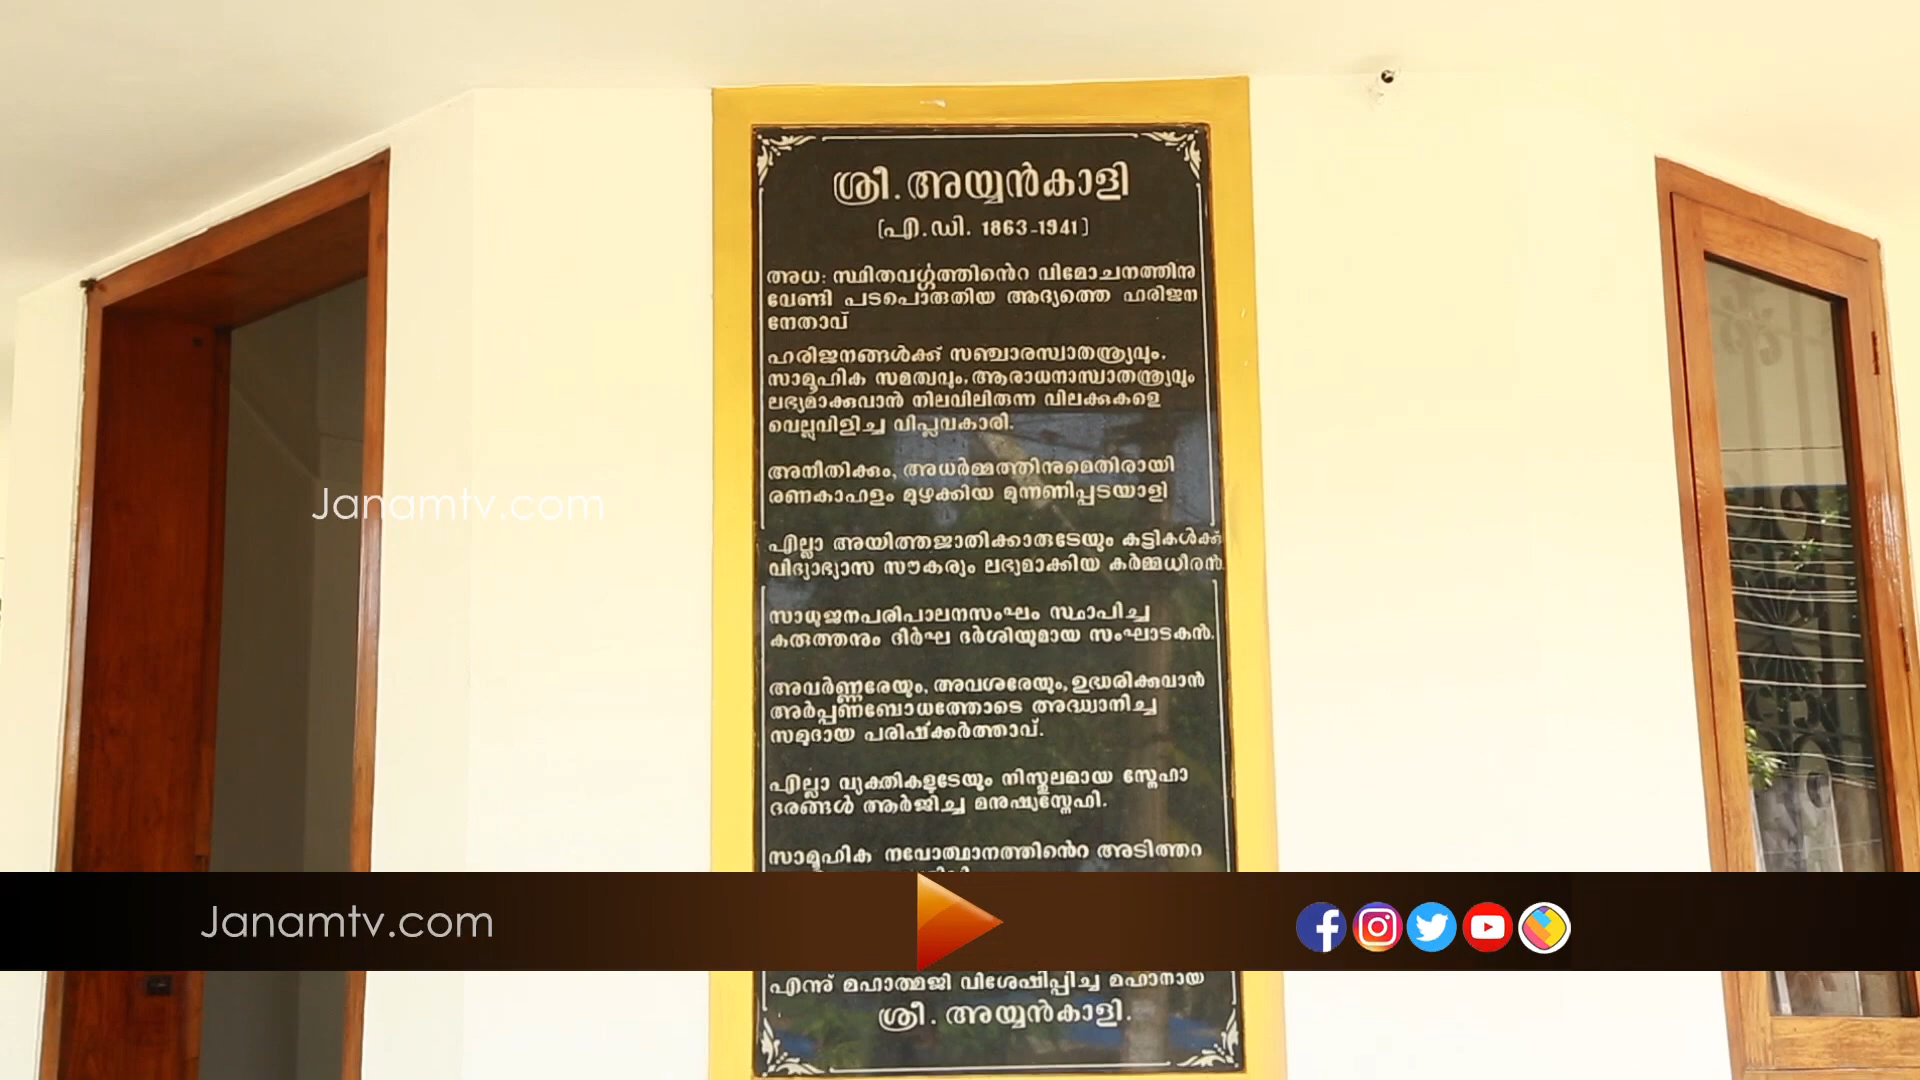 ശ്രീ. അയ്യൻകാളി
(എ.ഡി. 1863-1941)
അധ: സ്ഥിതവർഗ്ഗത്തിൻെറ വിമോചനത്തിനു
വേണ്ടി പടപൊരുതിയ ആദ്യത്തെ ഹരിജന
നേതാവ്
ഹരിജനങ്ങൾക്ക് സഞ്ചാരസ്വാതന്ത്ര്യവും.
സാമൂഹിക സമത്വവും, ആരാധനാസ്വാതന്ത്ര്യവും
ലഭ്യമാക്കുവാൻ നിലവിലിരുന്ന വിലക്കുകളെ
വെല്ലുവിളിച്ച വിപ്ലവകാരി.
അനീതിക്കും, അധർമ്മത്തിനുമെതിരായി
രണകാഹളം മുഴക്കിയ മുന്നണിപ്പടയാളി
Janamtv.com
എല്ലാ അയിത്തജാതിക്കാരുടേയും കുട്ടികൾക്കു്
വിദ്യാഭ്യാസ സൗകര്യം ലഭ്യമാക്കിയ കർമ്മധീരൻ.
സാധുജനപരിപാലനസംഘം സ്ഥാപിച്ച
കരുത്തനും ദീർഘ ദർശിയുമായ സംഘാടകൻ.
അവർണ്ണരേയും, അവശരേയും, ഉദ്ധരിക്കുവാൻ
അർപ്പണബോധത്തോടെ അദ്ധ്വാനിച്ച
സമുദായ പരിഷ്ക്കർത്താവ്.
എല്ലാ വ്യക്തികളുടേയും നിസ്തുലമായ സ്നേഹാ
ദരങ്ങൾ ആർജിച്ച മനുഷ്യസ്നേഹി.
സാമൂഹിക നവോത്ഥാനത്തിൻെറ അടിത്തറ
Janamtv.com
എന്നു് മഹാത്മജി വിശേഷിപ്പിച്ച മഹാനായ
ശ്രീ. അയ്യൻകാളി.